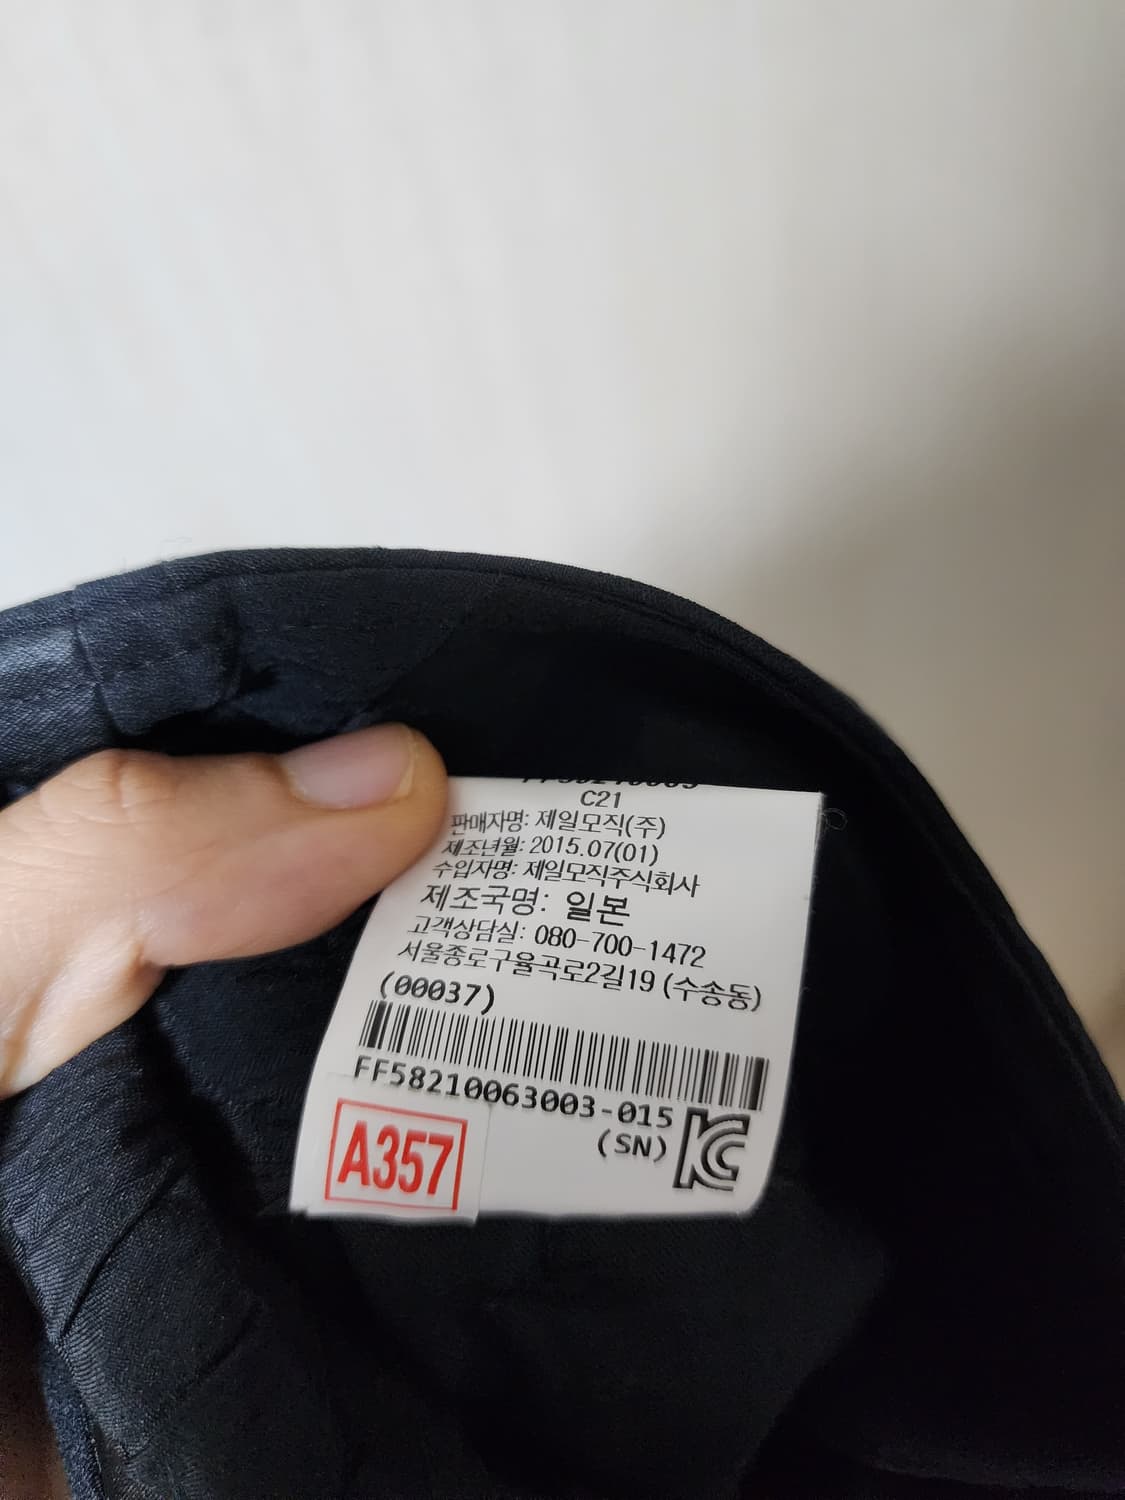 C21
판매자명: 제일모직(주)
제조년월: 2015.07(01)
수입자명: 제일모직주식회사
제조국명: 일본
고객상담실: 080-700-1472
서울종로구율곡로2길19 (수송동)
(00037)
FF58210063003-015
(SN)
A357